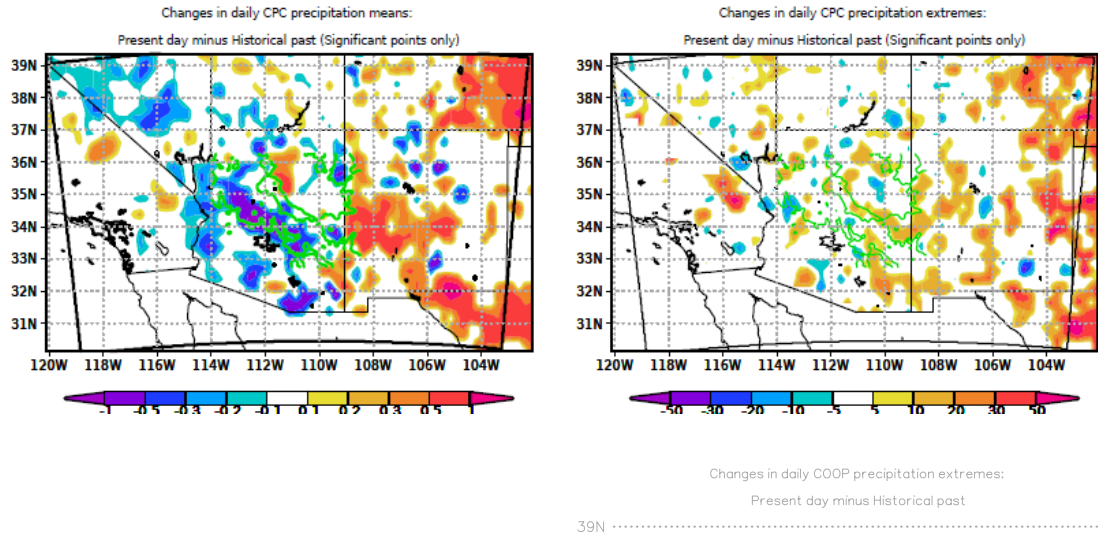 Changes in daily CPC precipitation means:
Present day minus Historical past (Significant points only)
39N
38N
37N
36N
35N
34N
33N
32N
31N
120W 118W 116W 114W 112W 110W 108W 106W 104W
-1 -0.5 -0.3 -0.2 -0.1 0.1 0.2 0.3 0.5 1
Changes in daily CPC precipitation extremes:
Present day minus Historical past (Significant points only)
39N
38N
37N
36N
35N
34N
33N
32N
31N
120W 118W 116W 114W 112W 110W 108W 106W 104W
-50 -30 -20 -10 -5 5 10 20 30 50
Changes in daily COOP precipitation extremes:
Present day minus Historical past
39N